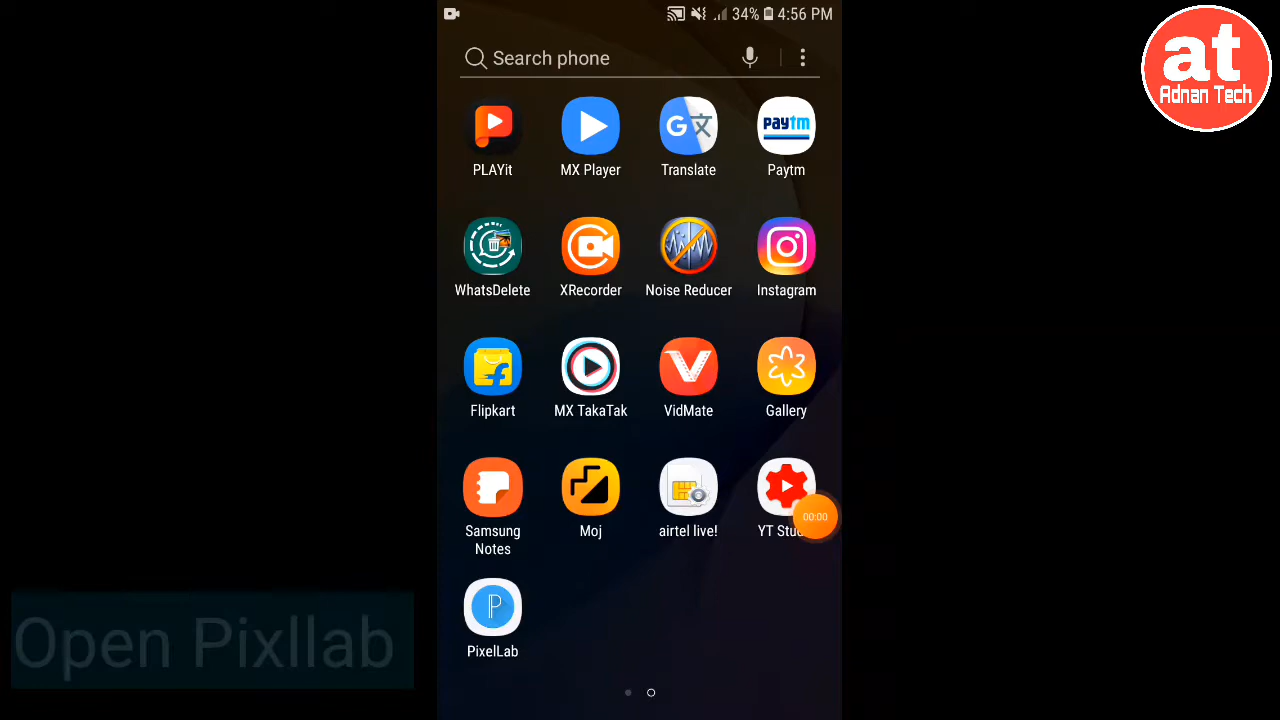 34% 4:56 PM
at
Adnan Tech
Search phone
PLAYit MX Player Translate Paytm
WhatsDelete XRecorder Noise Reducer Instagram
Flipkart MX TakaTak VidMate Gallery
Samsung Notes Moj airtel live! YT
00:00
PixelLab
Open Pixllab